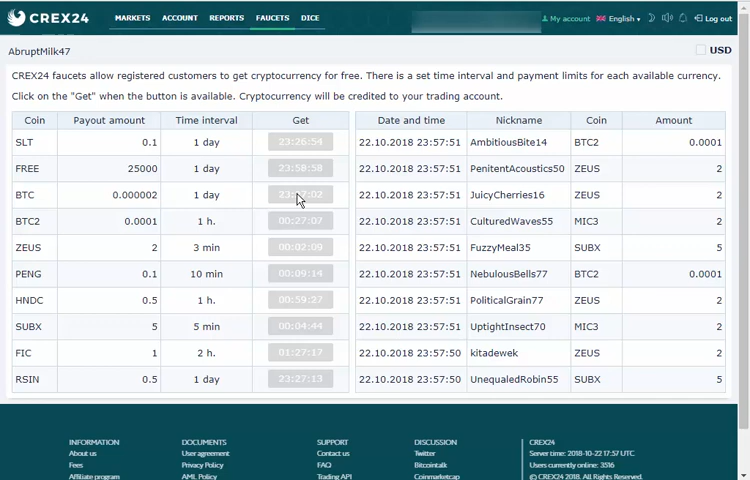 CREX24 MARKETS ACCOUNT REPORTS FAUCETS DICE My account English Log out
AbruptMilk47 USD
CREX24 faucets allow registered customers to get cryptocurrency for free. There is a set time interval and payment limits for each available currency.
Click on the "Get" when the button is available. Cryptocurrency will be credited to your trading account.
Coin Payout amount Time interval Get Date and time Nickname Coin Amount
SLT 0.1 1 day 23:26:54 22.10.2018 23:57:51 AmbitiousBite14 BTC2 0.0001
FREE 25000 1 day 23:58:58 22.10.2018 23:57:51 PenitentAcoustics50 ZEUS 2
BTC 0.000002 1 day 22.10.2018 23:57:51 JuicyCherries16 ZEUS 2
BTC2 0.0001 1 h. 00:27:07 22.10.2018 23:57:51 CulturedWaves55 MIC3 2
ZEUS 2 3 min 00:02:09 22.10.2018 23:57:51 FuzzyMeal35 SUBX 5
PENG 0.1 10 min 00:09:14 22.10.2018 23:57:51 NebulousBells77 BTC2 0.0001
HNDC 0.5 1 h. 00:59:27 22.10.2018 23:57:51 PoliticalGrain77 ZEUS 2
SUBX 5 5 min 00:04:44 22.10.2018 23:57:51 UptightInsect70 MIC3 2
FIC 1 2 h. 01:27:17 22.10.2018 23:57:50 kitadewek ZEUS 2
RSIN 0.5 1 day 23:27:13 22.10.2018 23:57:50 UnequaledRobin55 SUBX 5
INFORMATION DOCUMENTS SUPPORT DISCUSSION CREX24
About us User agreement Contact us Twitter Server time: 2018-10-22 17:57 UTC
Fees Privacy Policy FAQ Bitcointalk Users currently online: 3516
Affiliate program AML Policy Trading API Coinmarketcap © CREX24 2018. All Rights Reserved.